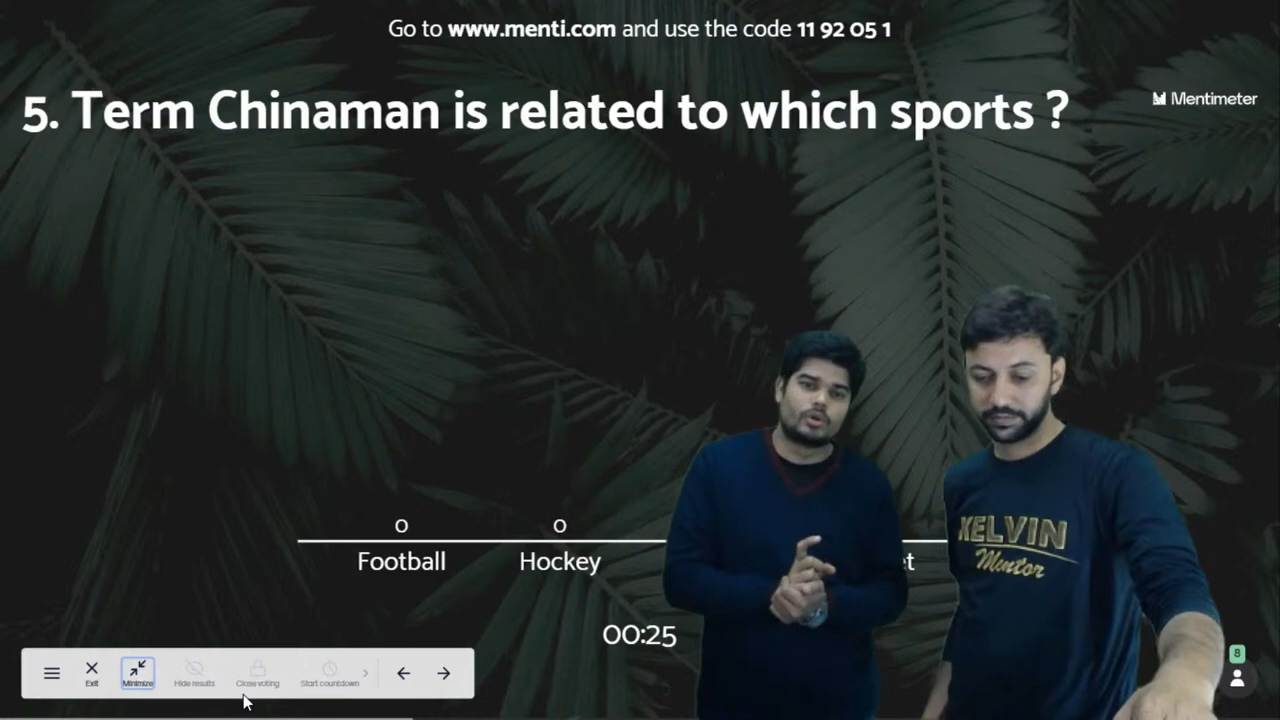 Go to www.menti.com and use the code 11 92 05 1
5. Term Chinaman is related to which sports ?
Mentimeter
KELVIN
Mentor
0 0
Football Hockey et
00:25
8
Exit Minimize Hide results Close voting Start countdown